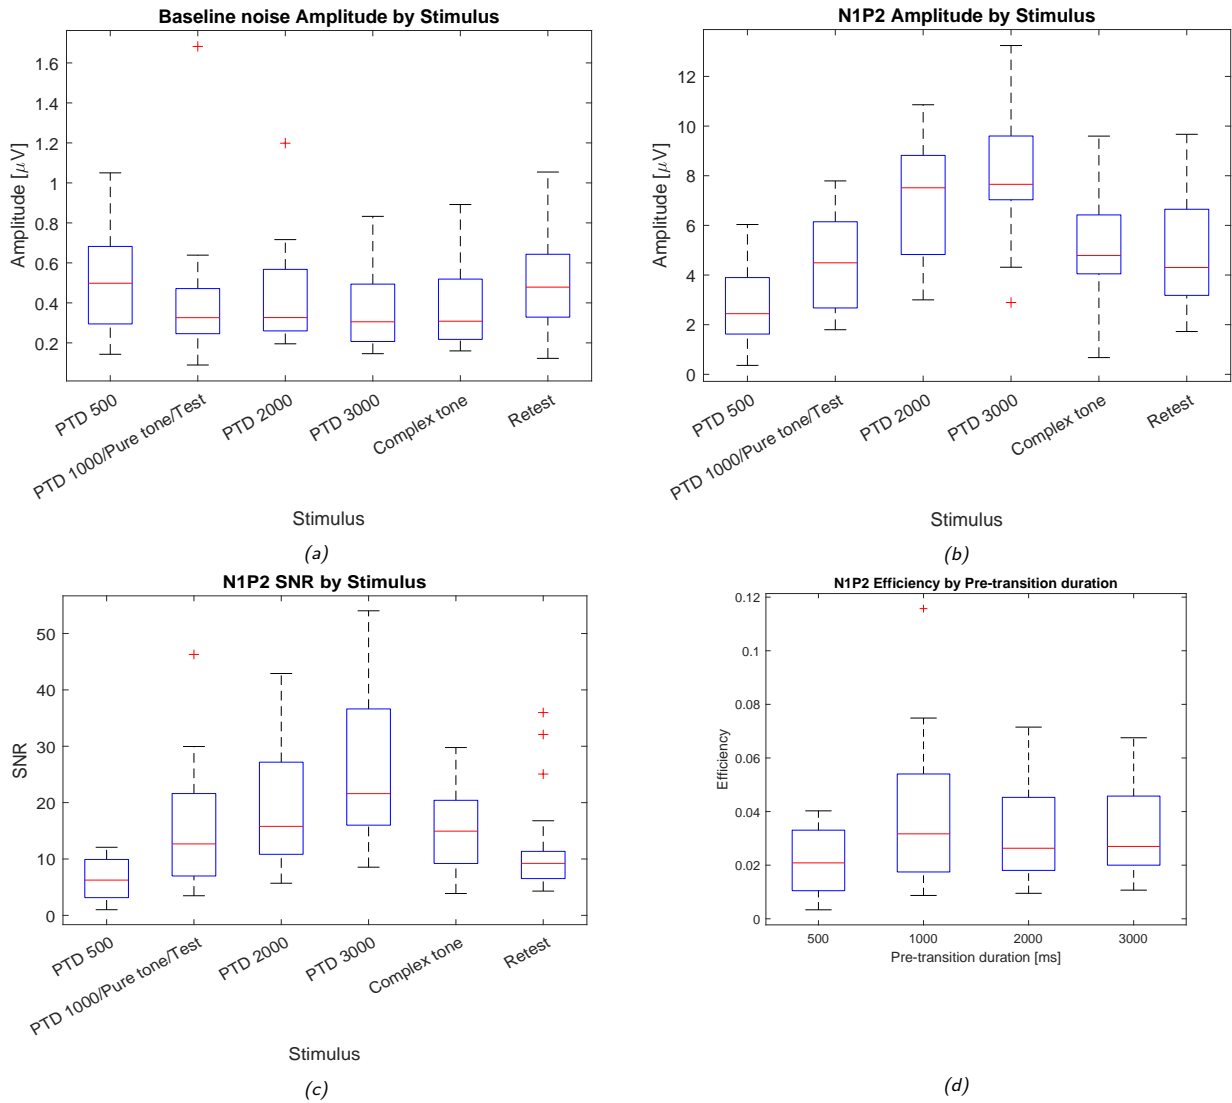 Baseline noise Amplitude by Stimulus
Amplitude [μV]
1.6
1.4
1.2
1
0.8
0.6
0.4
0.2
PTD 500
PTD 1000/Pure tone/Test
PTD 2000
PTD 3000
Complex tone
Retest
Stimulus
(a)
N1P2 Amplitude by Stimulus
Amplitude [μV]
12
10
8
6
4
2
0
PTD 500
PTD 1000/Pure tone/Test
PTD 2000
PTD 3000
Complex tone
Retest
Stimulus
(b)
N1P2 SNR by Stimulus
SNR
50
40
30
20
10
0
PTD 500
PTD 1000/Pure tone/Test
PTD 2000
PTD 3000
Complex tone
Retest
Stimulus
(c)
N1P2 Efficiency by Pre-transition duration
Efficiency
0.12
0.1
0.08
0.06
0.04
0.02
0
500
1000
2000
3000
Pre-transition duration [ms]
(d)